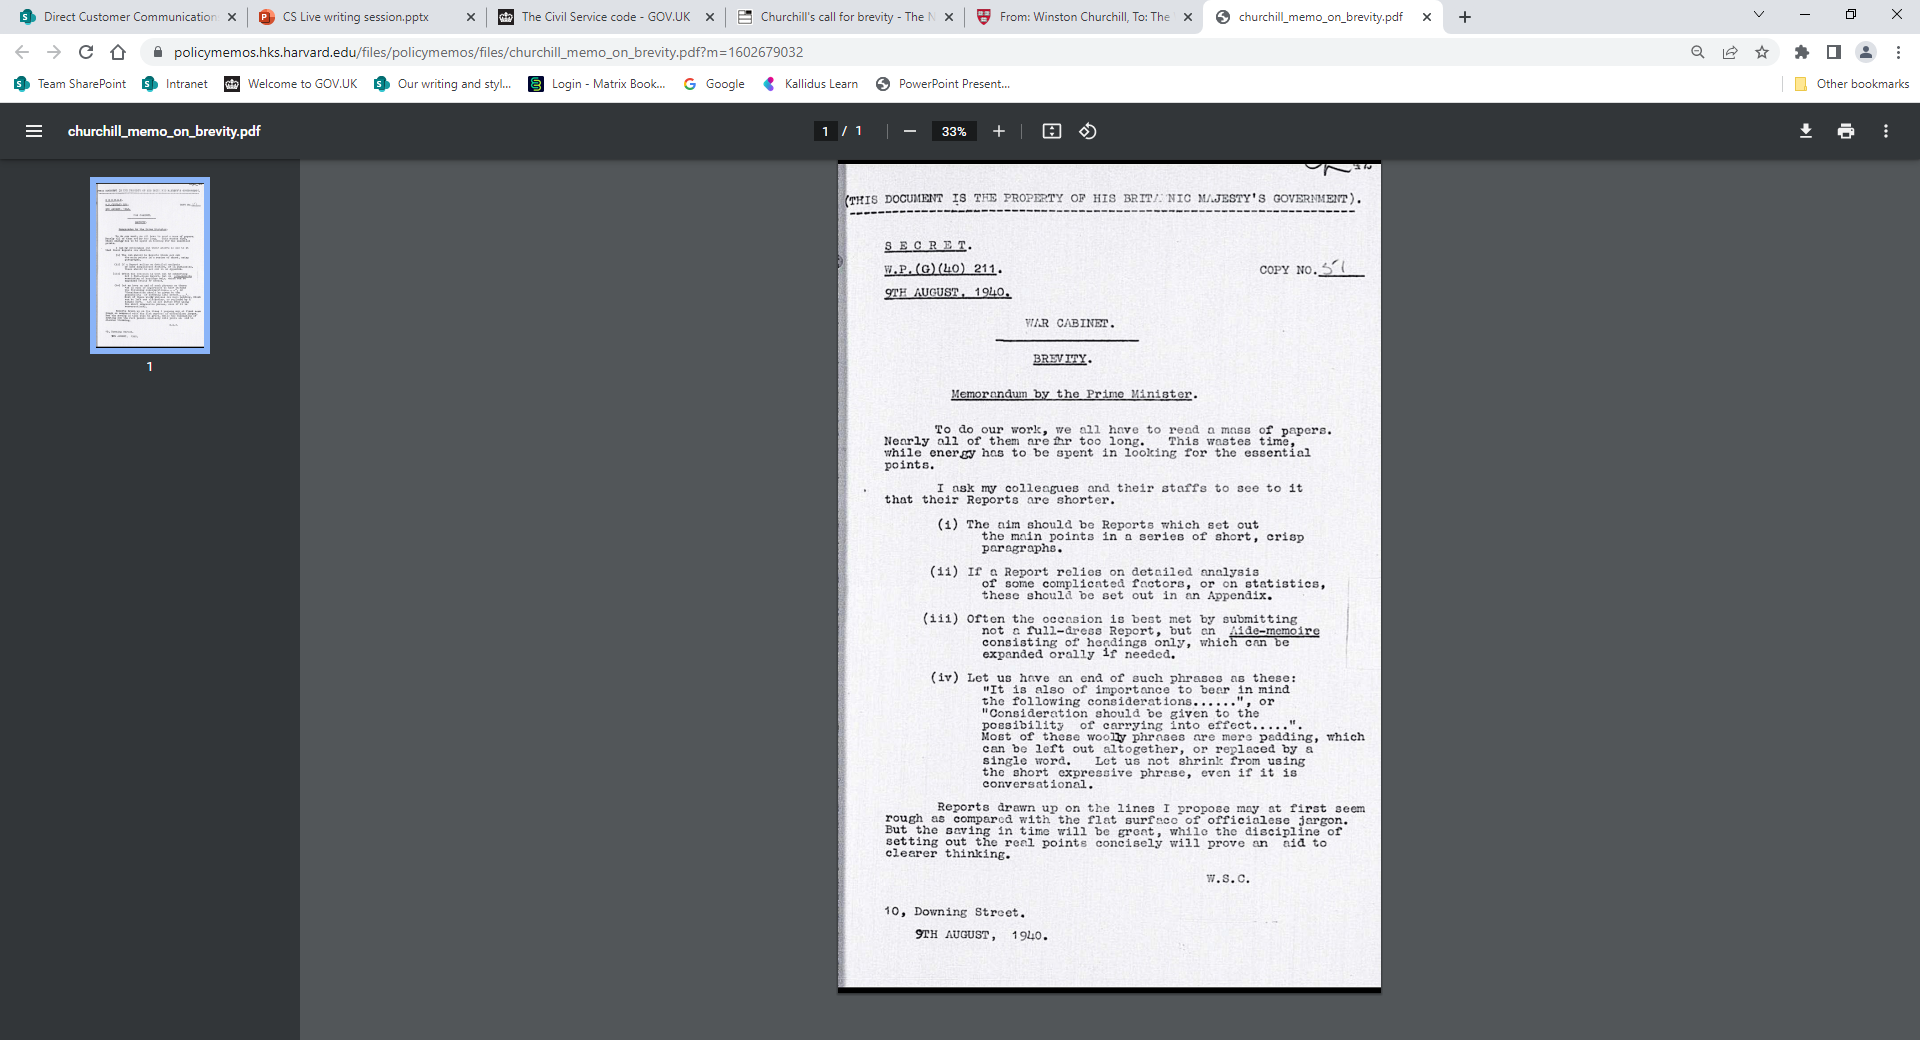 Direct Customer Communication
CS Live writing session.pptx
The Civil Service code - GOV.UK
Churchill's call for brevity - The N
From: Winston Churchill, To: The
churchill_memo_on_brevity.pdf
policymemos.hks.harvard.edu/files/policymemos/files/churchill_memo_on_brevity.pdf?m=1602679032
Team SharePoint
Intranet
Welcome to GOV.UK
Our writing and styl...
Login - Matrix Book...
Google
Kallidus Learn
PowerPoint Present...
Other bookmarks
churchill_memo_on_brevity.pdf
1 / 1
33%
1
(THIS DOCUMENT IS THE PROPERTY OF HIS BRITANNIC MAJESTY'S GOVERNMENT).
S E C R E T.
W.P.(G)(40) 211.
COPY NO. 51
9TH AUGUST, 1940.
WAR CABINET.
BREVITY.
Memorandum by the Prime Minister.
To do our work, we all have to read a mass of papers.
Nearly all of them are far too long. This wastes time,
while energy has to be spent in looking for the essential
points.
I ask my colleagues and their staffs to see to it
that their Reports are shorter.
(i) The aim should be Reports which set out
the main points in a series of short, crisp
paragraphs.
(ii) If a Report relies on detailed analysis
of some complicated factors, or on statistics,
these should be set out in an Appendix.
(iii) Often the occasion is best met by submitting
not a full-dress Report, but an Aide-memoire
consisting of headings only, which can be
expanded orally if needed.
(iv) Let us have an end of such phrases as these:
"It is also of importance to bear in mind
the following considerations......", or
"Consideration should be given to the
possibility of carrying into effect.....".
Most of these woolly phrases are mere padding, which
can be left out altogether, or replaced by a
single word. Let us not shrink from using
the short expressive phrase, even if it is
conversational.
Reports drawn up on the lines I propose may at first seem
rough as compared with the flat surface of officialese jargon.
But the saving in time will be great, while the discipline of
setting out the real points concisely will prove an aid to
clearer thinking.
W.S.C.
10, Downing Street.
9TH AUGUST, 1940.